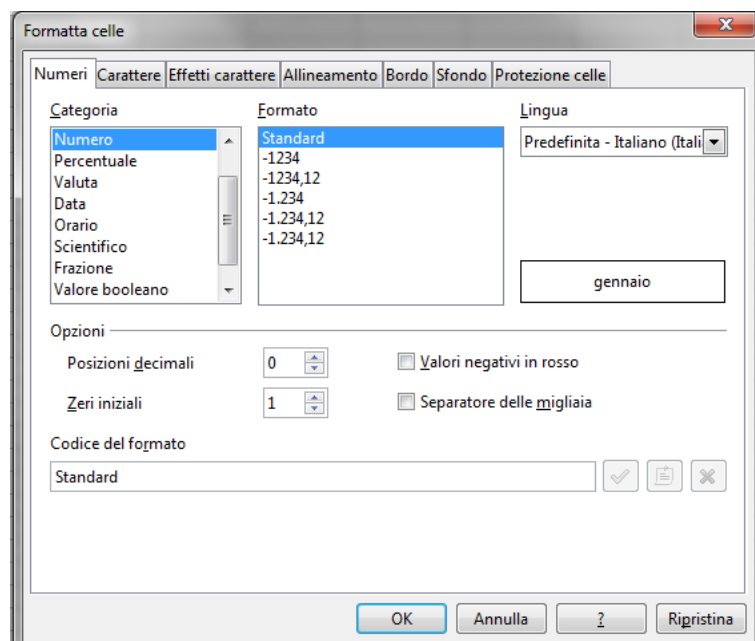 Formatta celle
Numeri Carattere Effetti carattere Allineamento Bordo Sfondo Protezione celle
Categoria
Numero
Percentuale
Valuta
Data
Orario
Scientifico
Frazione
Valore booleano
Formato
Standard
-1234
-1234,12
-1.234
-1.234,12
-1.234,12
Lingua
Predefinita - Italiano (Itali
gennaio
Opzioni
Posizioni decimali 0
Valori negativi in rosso
Zeri iniziali 1
Separatore delle migliaia
Codice del formato
Standard
OK Annulla ? Ripristina